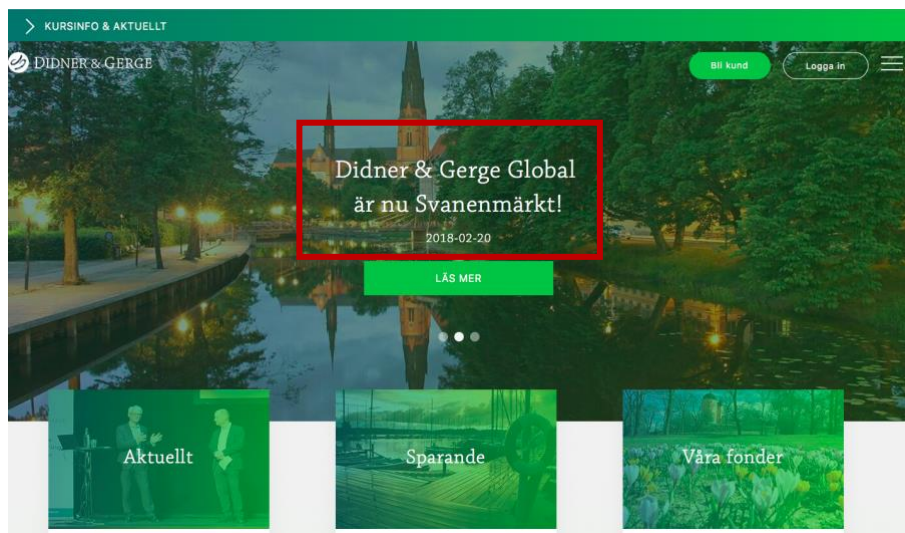 KURSINFO & AKTUELLT
DIDNER & GERGE
Bli kund
Logga in
Didner & Gerge Global
är nu Svanenmärkt!
2018-02-20
LÄS MER
Aktuellt
Sparande
Våra fonder